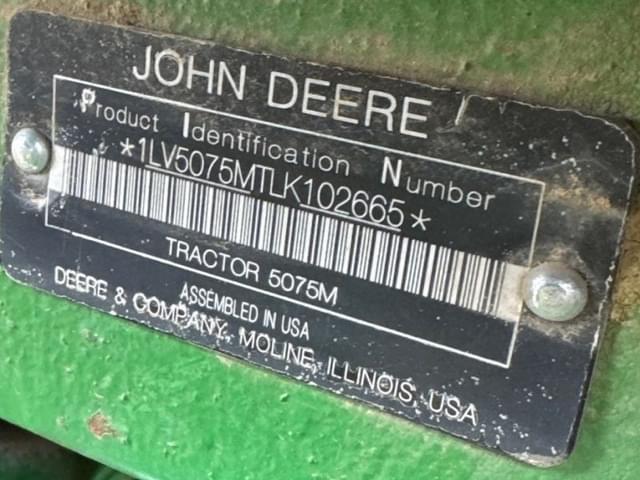 JOHN DEERE
Product Identification Number
*1LV5075MTLK102665*
TRACTOR 5075M
ASSEMBLED IN USA
DEERE & COMPANY, MOLINE, ILLINOIS, USA